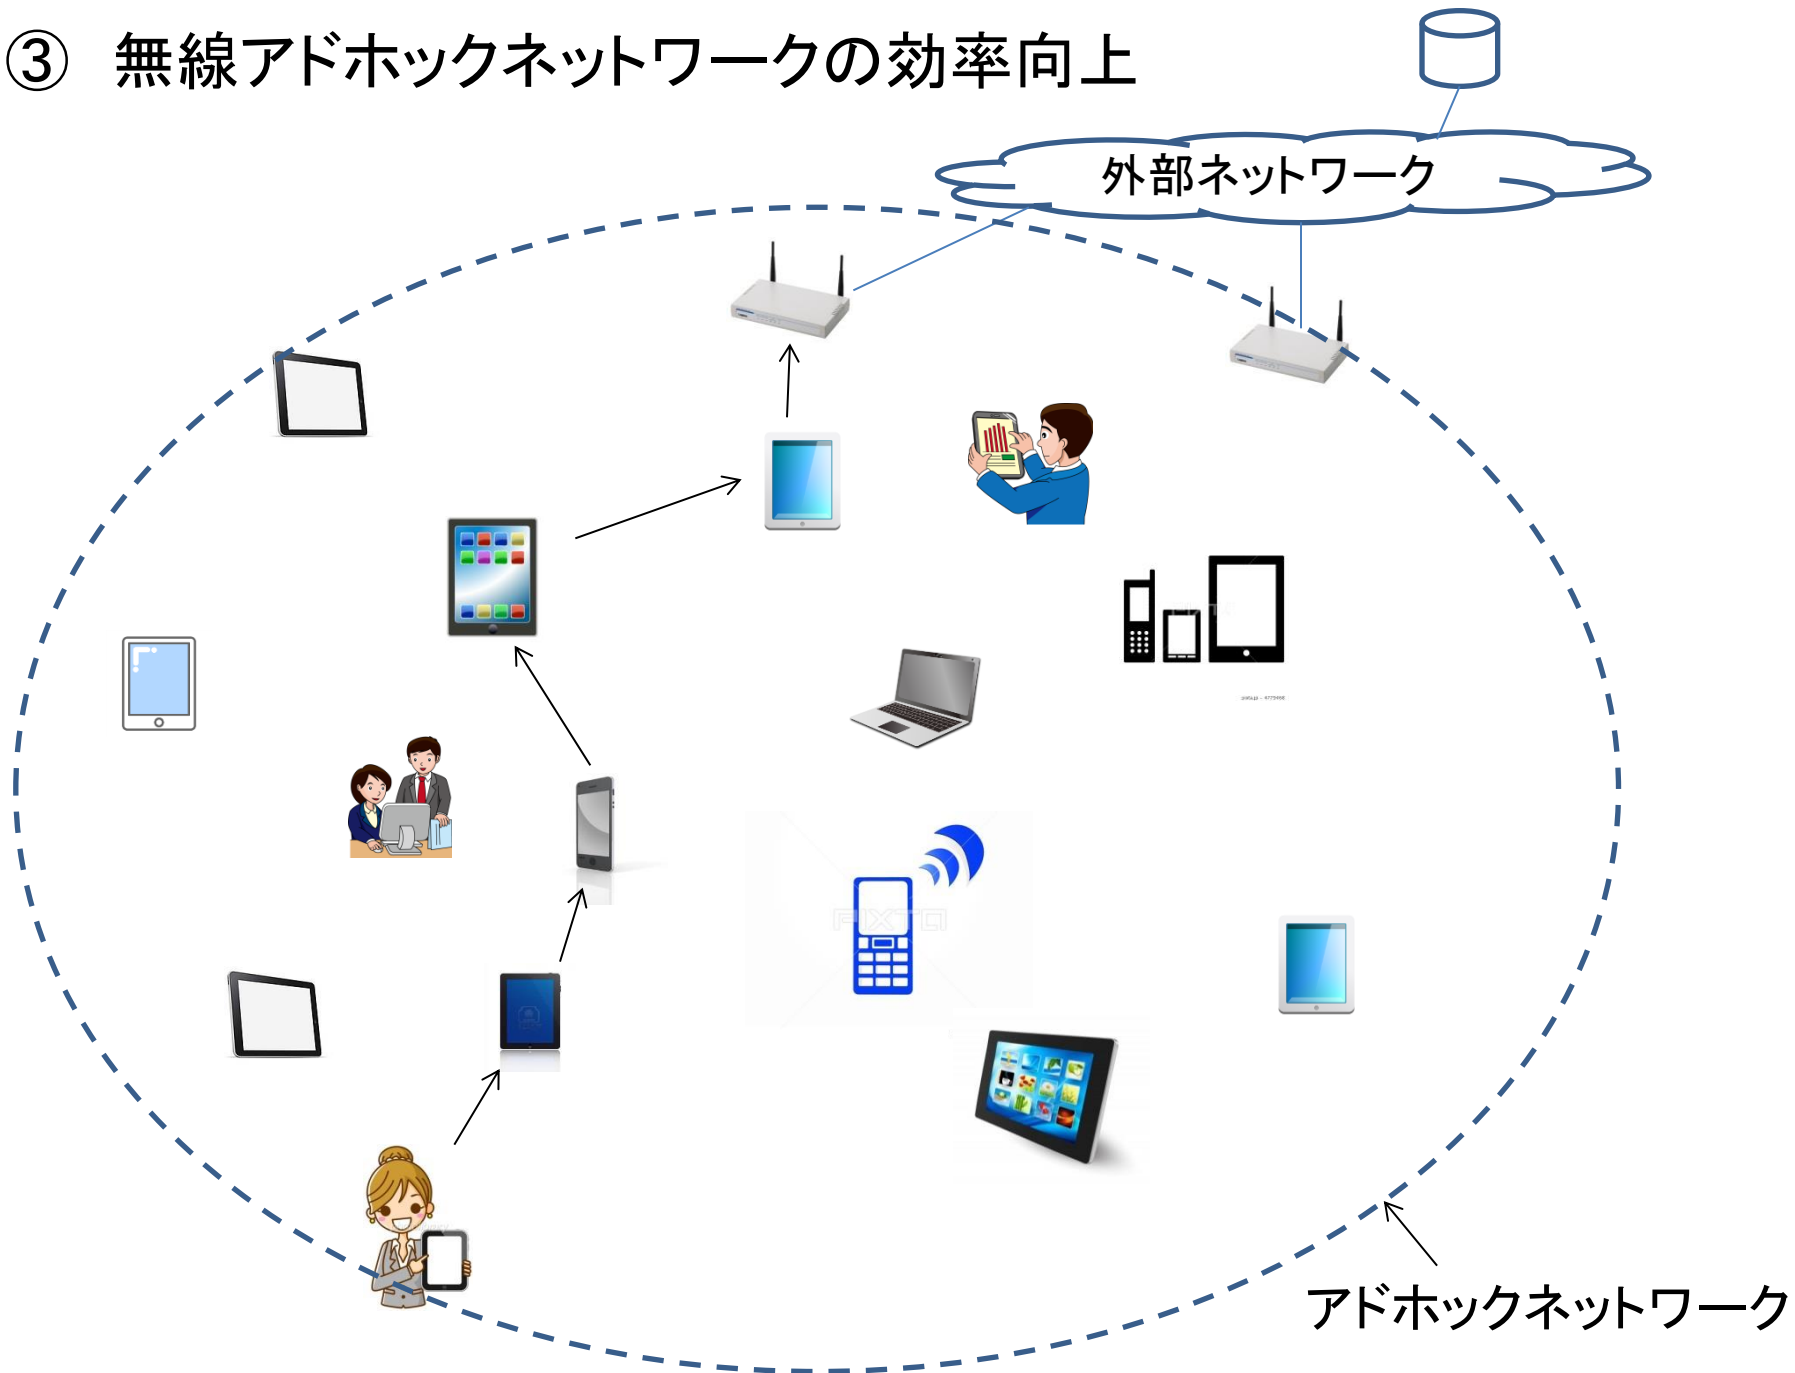 ③ 無線アドホックネットワークの効率向上
外部ネットワーク
PIXTA
アドホックネットワーク